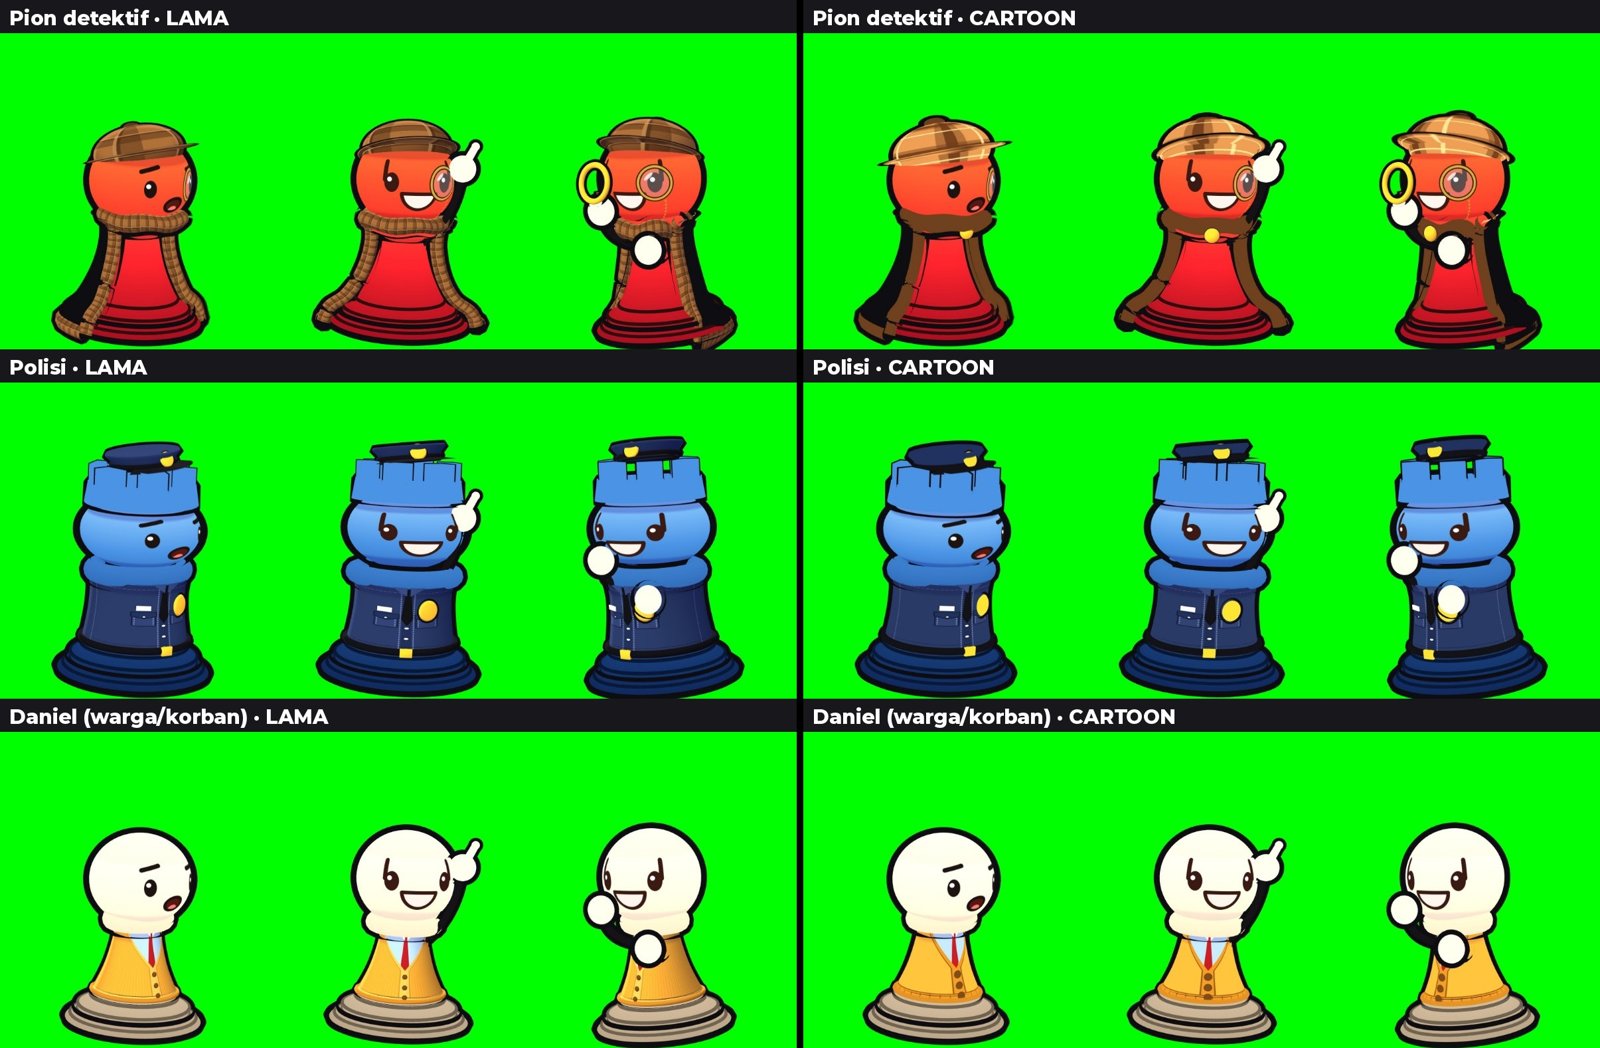 Pion detektif · LAMA
Pion detektif · CARTOON
Polisi · LAMA
Polisi · CARTOON
Daniel (warga/korban) · LAMA
Daniel (warga/korban) · CARTOON